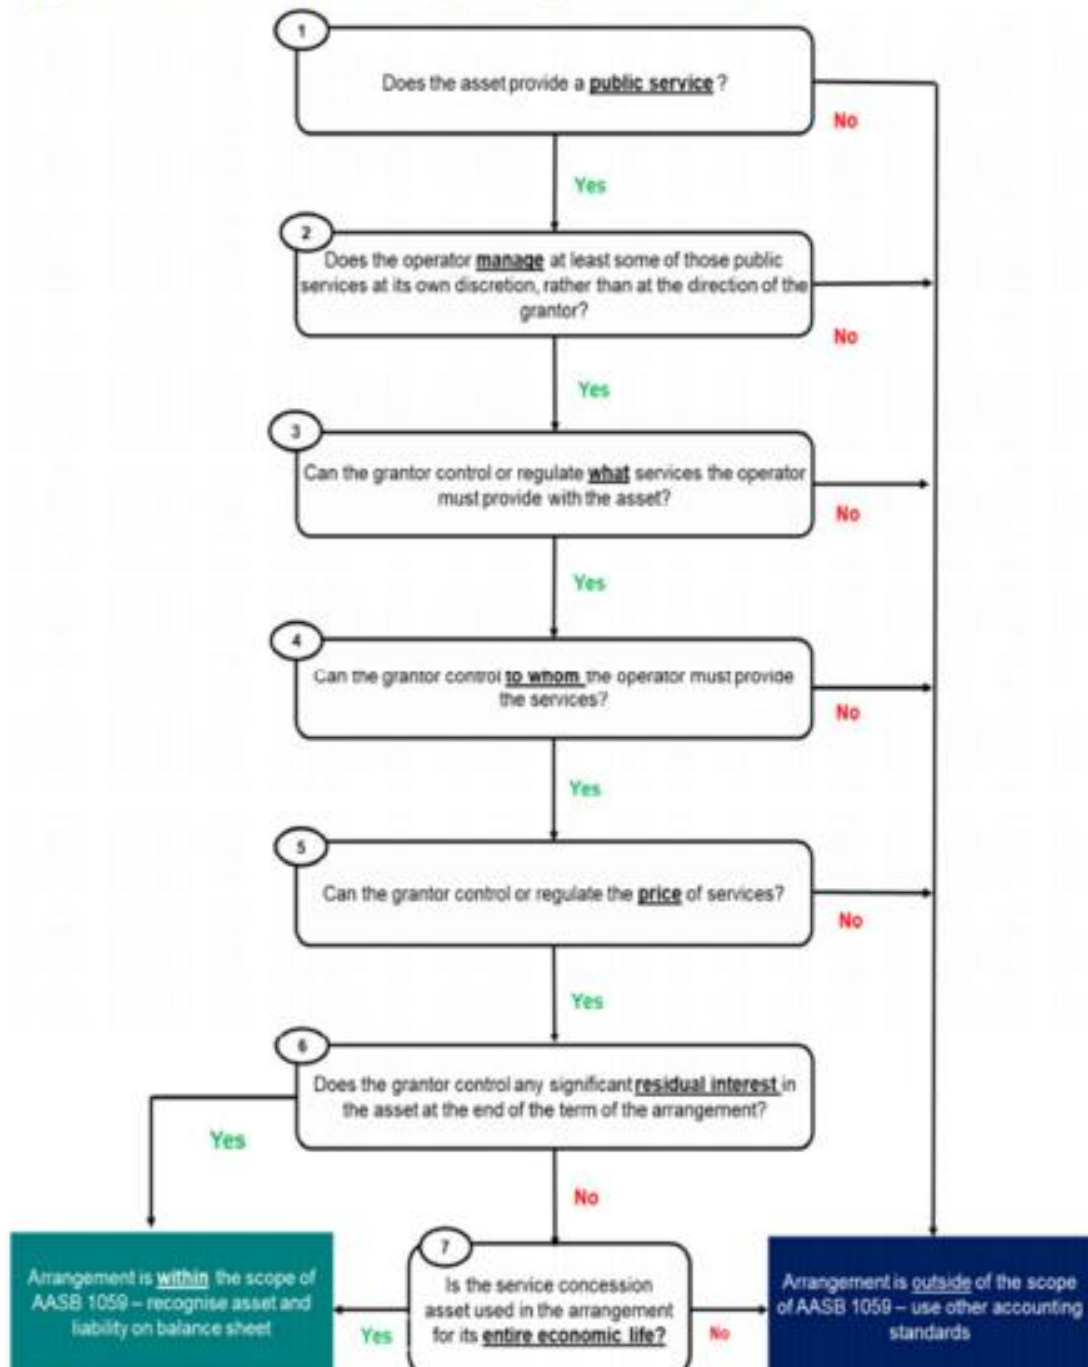 1
Does the asset provide a public service ?
No
Yes
2
Does the operator manage at least some of those public
services at its own discretion, rather than at the direction of the
grantor?
No
Yes
3
Can the grantor control or regulate what services the operator
must provide with the asset?
No
Yes
4
Can the grantor control to whom the operator must provide
the services?
No
Yes
5
Can the grantor control or regulate the price of services?
No
Yes
6
Does the grantor control any significant residual interest in
the asset at the end of the term of the arrangement?
Yes
No
Arrangement is within the scope of
AASB 1059 – recognise asset and
liability on balance sheet
7
Is the service concession
asset used in the arrangement
for its entire economic life?
Yes
No
Arrangement is outside of the scope
of AASB 1059 – use other accounting
standards